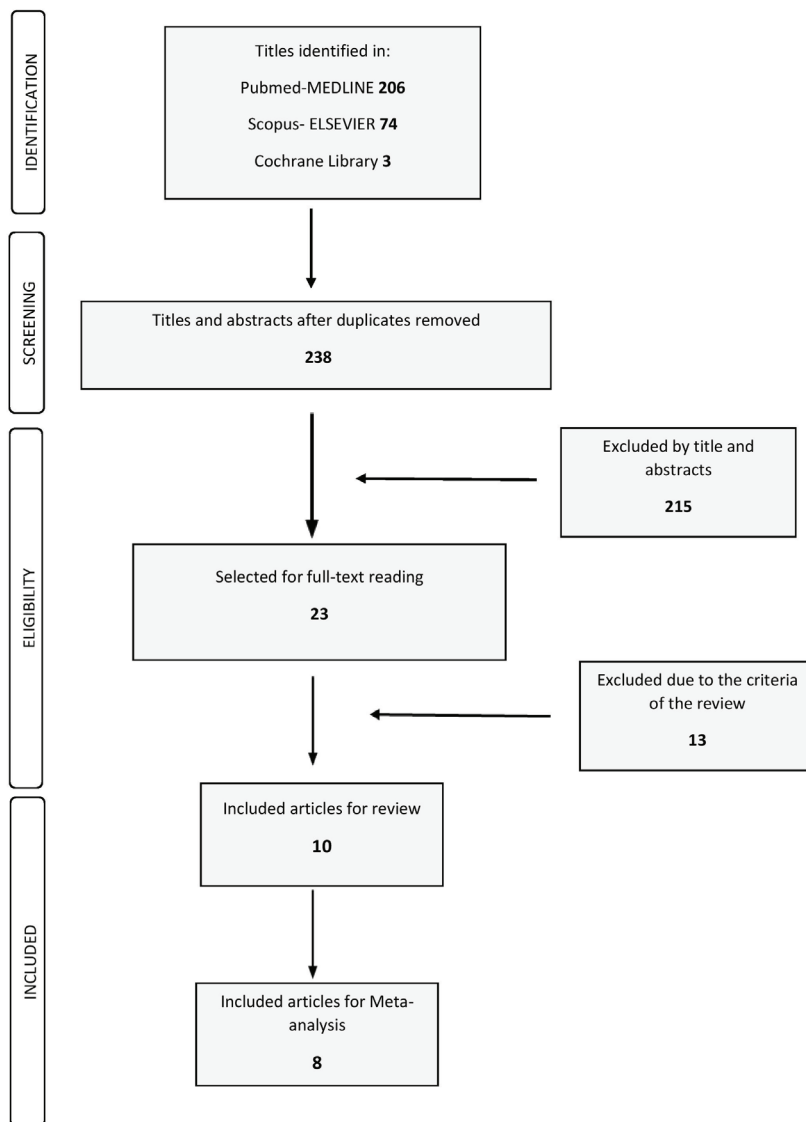 IDENTIFICATION
Titles identified in:
Pubmed-MEDLINE 206
Scopus- ELSEVIER 74
Cochrane Library 3
SCREENING
Titles and abstracts after duplicates removed
238
ELIGIBILITY
Excluded by title and
abstracts
215
Selected for full-text reading
23
Excluded due to the criteria
of the review
13
INCLUDED
Included articles for review
10
Included articles for Meta-
analysis
8